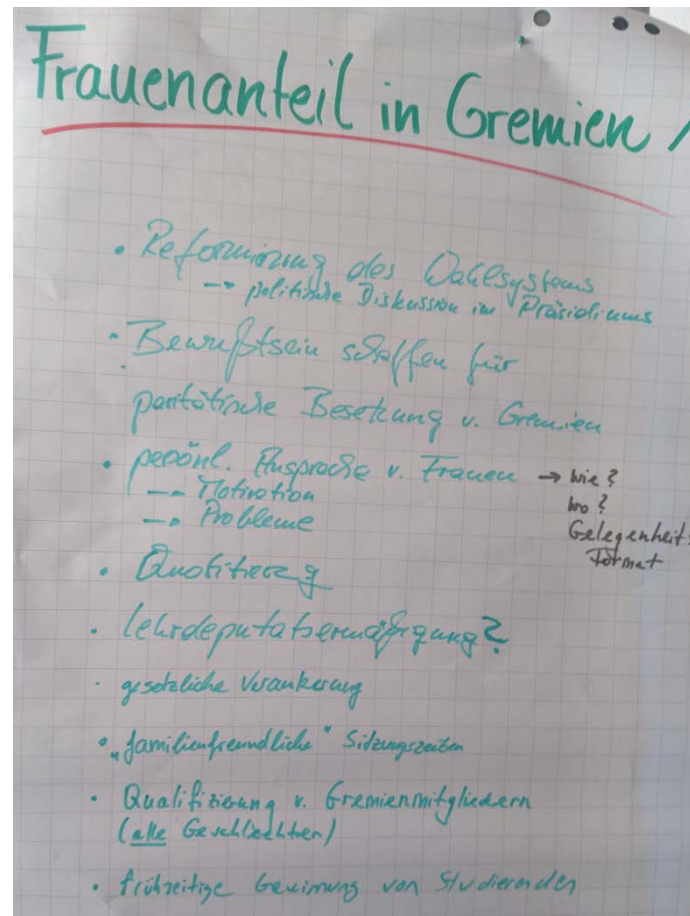 Frauenanteil in Gremien /
• Reformierung des Wahlsystems
→ politische Diskussion im Präsidiums
• Bewußtsein schaffen für
paritätische Besetzung v. Gremien
• persönl. Ansprache v. Frauen → wie?
→ Motivation
wo?
→ Probleme
Gelegenheit:
Format
• Quotierung
• Lehrdeputatsermäßigung?
• gesetzliche Verankerung
• „familienfreundliche“ Sitzungszeiten
• Qualifizierung v. Gremienmitgliedern
(alle Geschlechter)
• frühzeitige Gewinnung von Studierenden